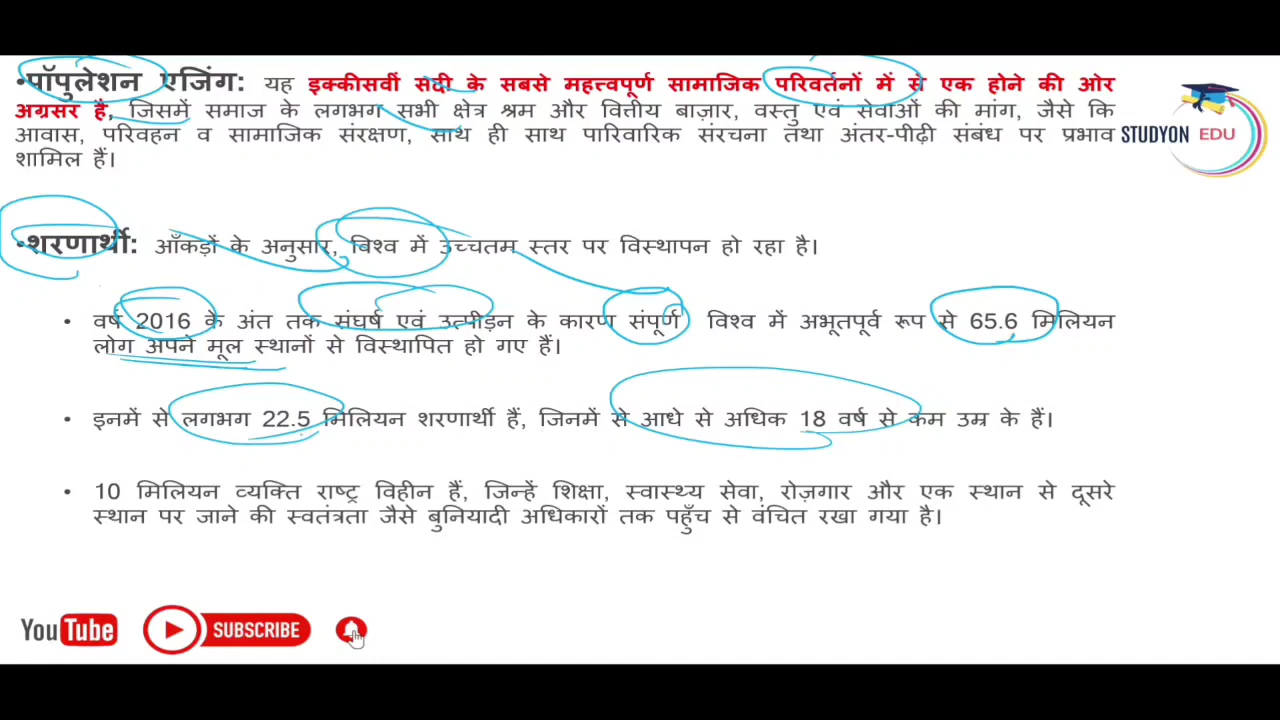 •पॉपुलेशन एजिंग: यह इक्कीसवीं सदी के सबसे महत्त्वपूर्ण सामाजिक परिवर्तनों में से एक होने की ओर
अग्रसर है, जिसमें समाज के लगभग सभी क्षेत्र श्रम और वित्तीय बाज़ार, वस्तु एवं सेवाओं की मांग, जैसे कि
आवास, परिवहन व सामाजिक संरक्षण, साथ ही साथ पारिवारिक संरचना तथा अंतर-पीढ़ी संबंध पर प्रभाव
शामिल हैं।
STUDYON EDU
•शरणार्थी: आँकड़ों के अनुसार, विश्व में उच्चतम स्तर पर विस्थापन हो रहा है।
• वर्ष 2016 के अंत तक संघर्ष एवं उत्पीड़न के कारण संपूर्ण विश्व में अभूतपूर्व रूप से 65.6 मिलियन
लोग अपने मूल स्थानों से विस्थापित हो गए हैं।
• इनमें से लगभग 22.5 मिलियन शरणार्थी हैं, जिनमें से आधे से अधिक 18 वर्ष से कम उम्र के हैं।
• 10 मिलियन व्यक्ति राष्ट्र विहीन हैं, जिन्हें शिक्षा, स्वास्थ्य सेवा, रोज़गार और एक स्थान से दूसरे
स्थान पर जाने की स्वतंत्रता जैसे बुनियादी अधिकारों तक पहुँच से वंचित रखा गया है।
YouTube SUBSCRIBE